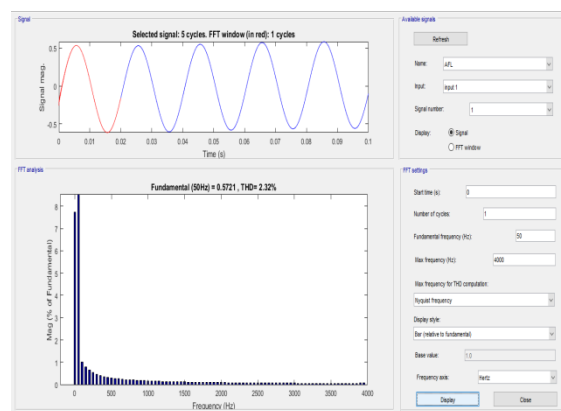 Signal
Selected signal: 5 cycles. FFT window (in red): 1 cycles
Signal mag.
0.5
0
-0.5
0 0.01 0.02 0.03 0.04 0.05 0.06 0.07 0.08 0.09 0.1
Time (s)
FFT analysis
Fundamental (50Hz) = 0.5721 , THD= 2.32%
Mag (% of Fundamental)
8
7
6
5
4
3
2
1
0
0 500 1000 1500 2000 2500 3000 3500 4000
Frequency (Hz)
Available signals
Refresh
Name: AFL
Input: input 1
Signal number: 1
Display: Signal
FFT window
FFT settings
Start time (s): 0
Number of cycles: 1
Fundamental frequency (Hz): 50
Max frequency (Hz): 4000
Max frequency for THD computation:
Nyquist frequency
Display style:
Bar (relative to fundamental)
Base value: 1.0
Frequency axis: Hertz
Display Close